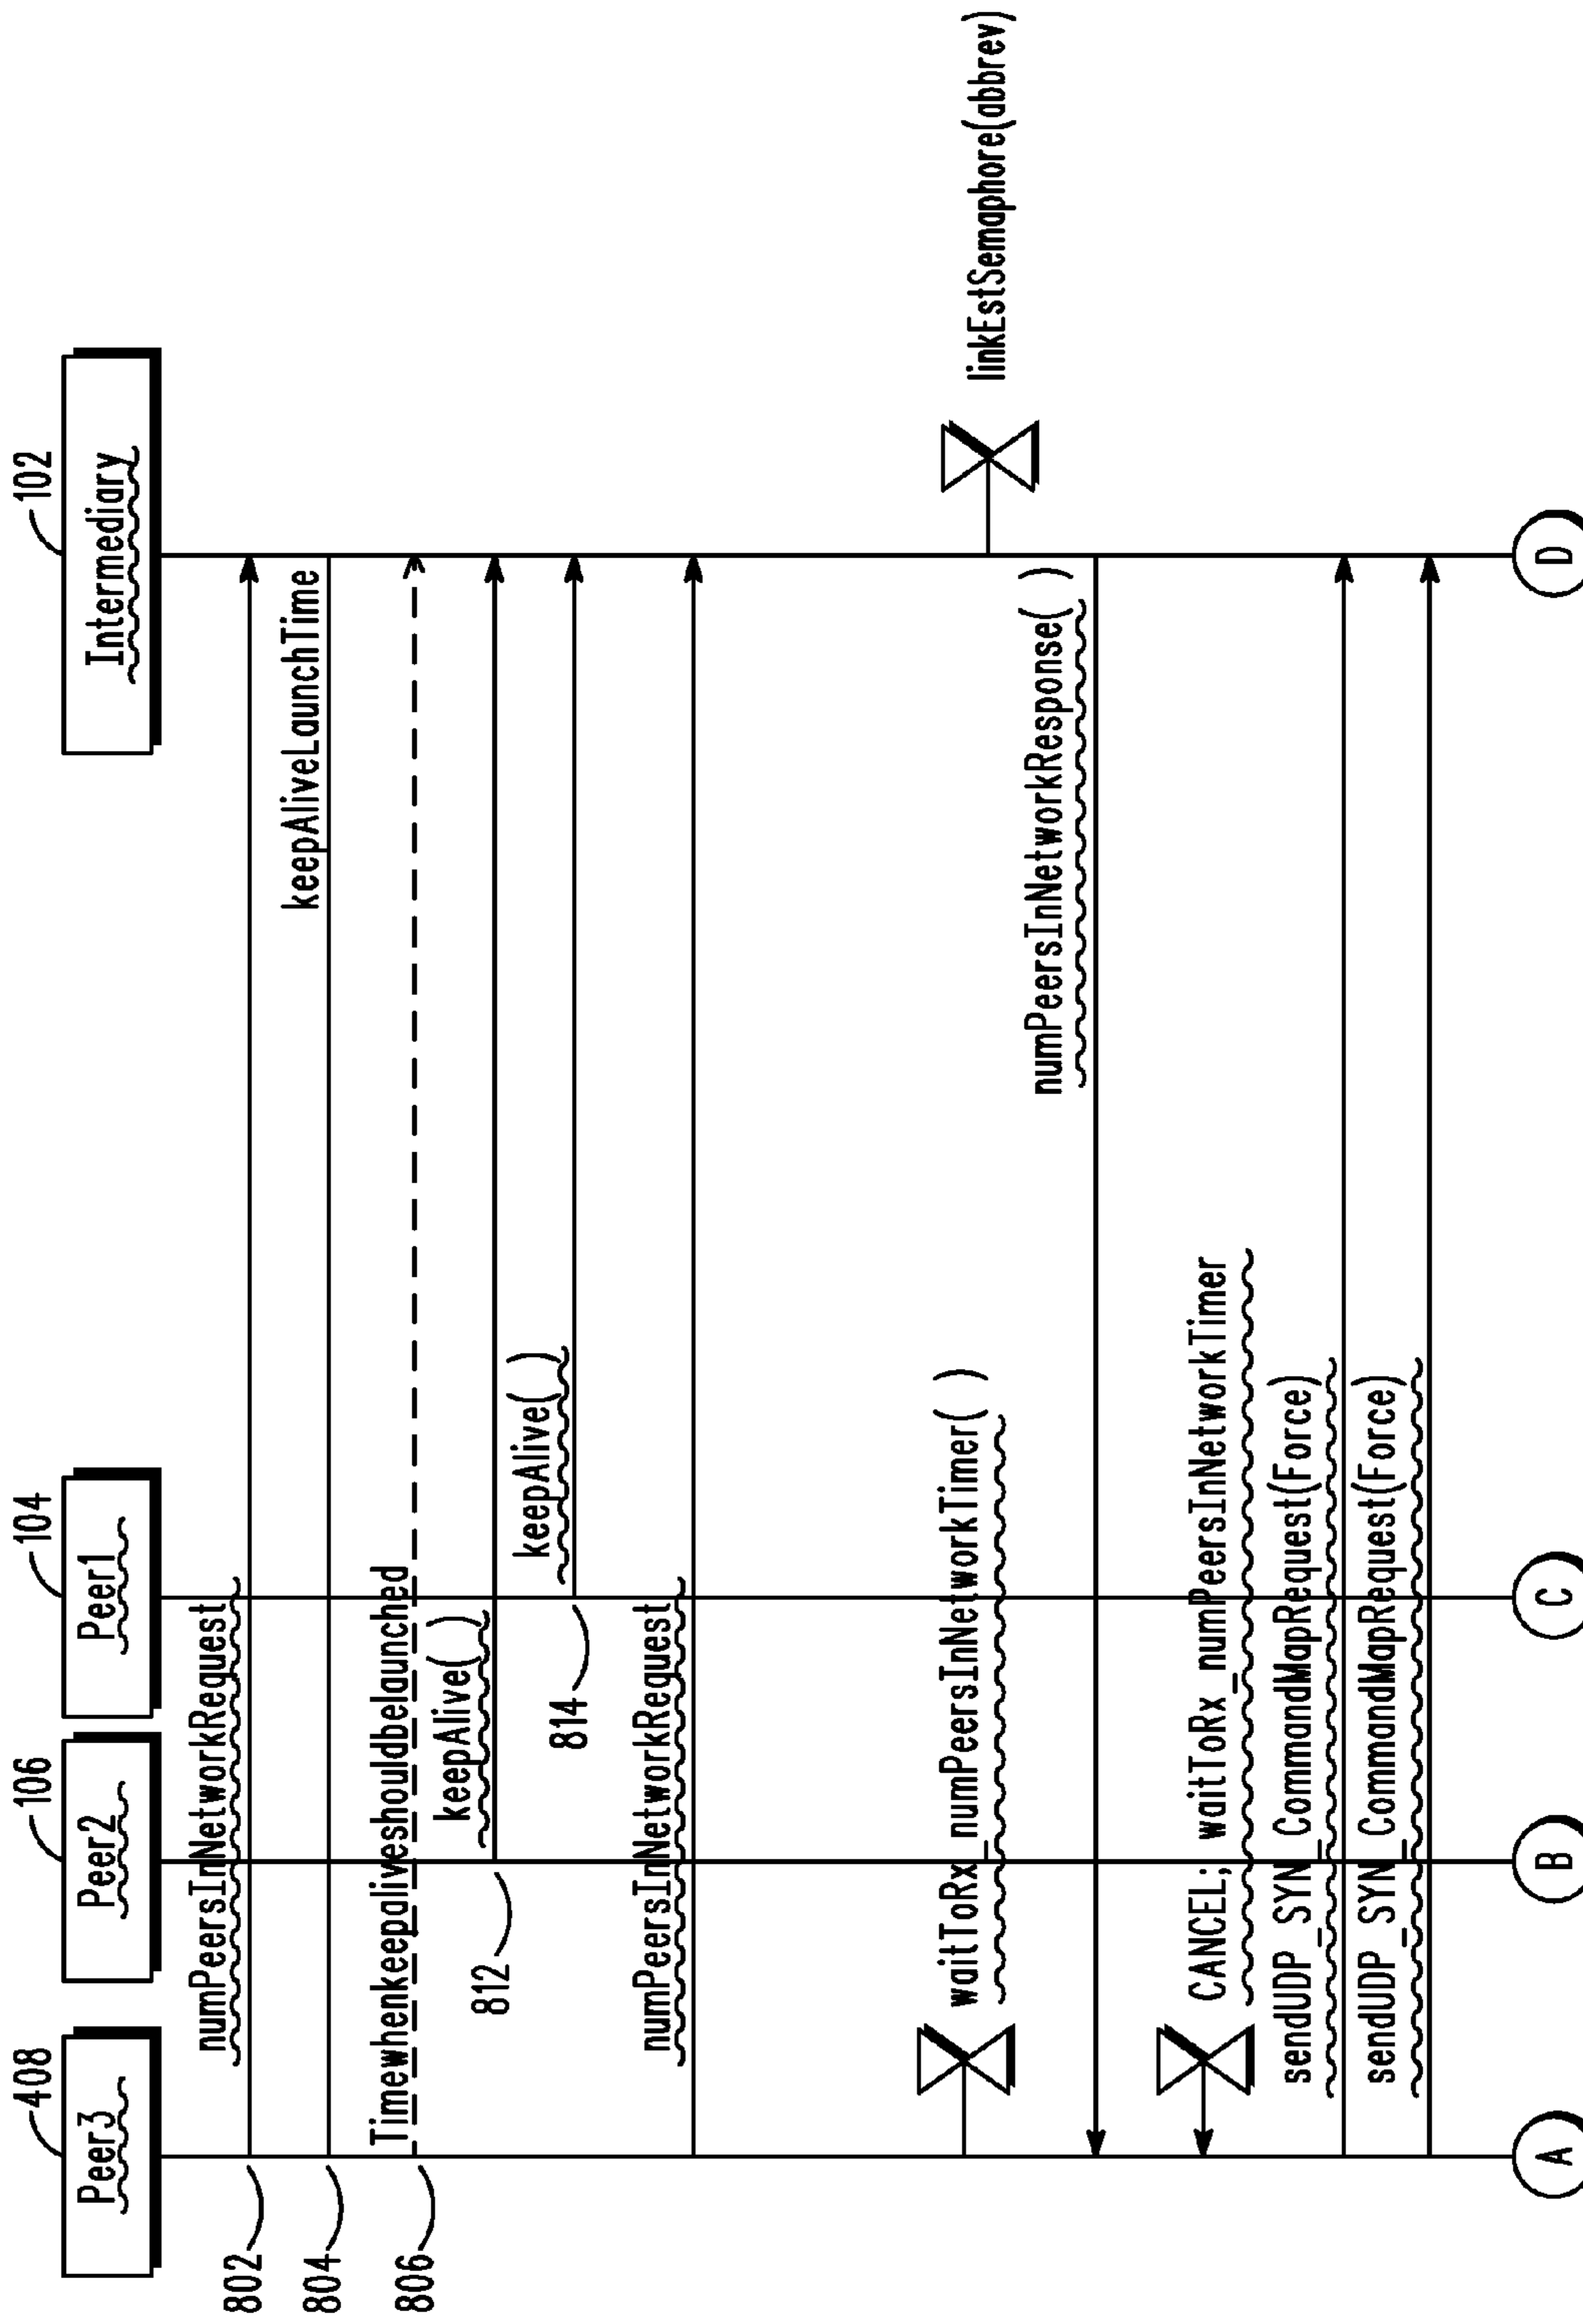 408
Peer3
106
Peer2
104
Peer1
102
Intermediary
802
numPeersInNetworkRequest
804
keepAliveLaunchTime
806
Timewhenkeepaliveshouldbelaunched
812
keepAlive( )
814
keepAlive( )
numPeersInNetworkRequest
waitToRx_numPeersInNetworkTimer( )
linkEstSemaphore(abbrev)
numPeersInNetworkResponse( )
CANCEL; waitToRx_numPeersInNetworkTimer
sendUDP_SYN_CommandMapRequest(Force)
sendUDP_SYN_CommandMapRequest(Force)
A
B
C
D